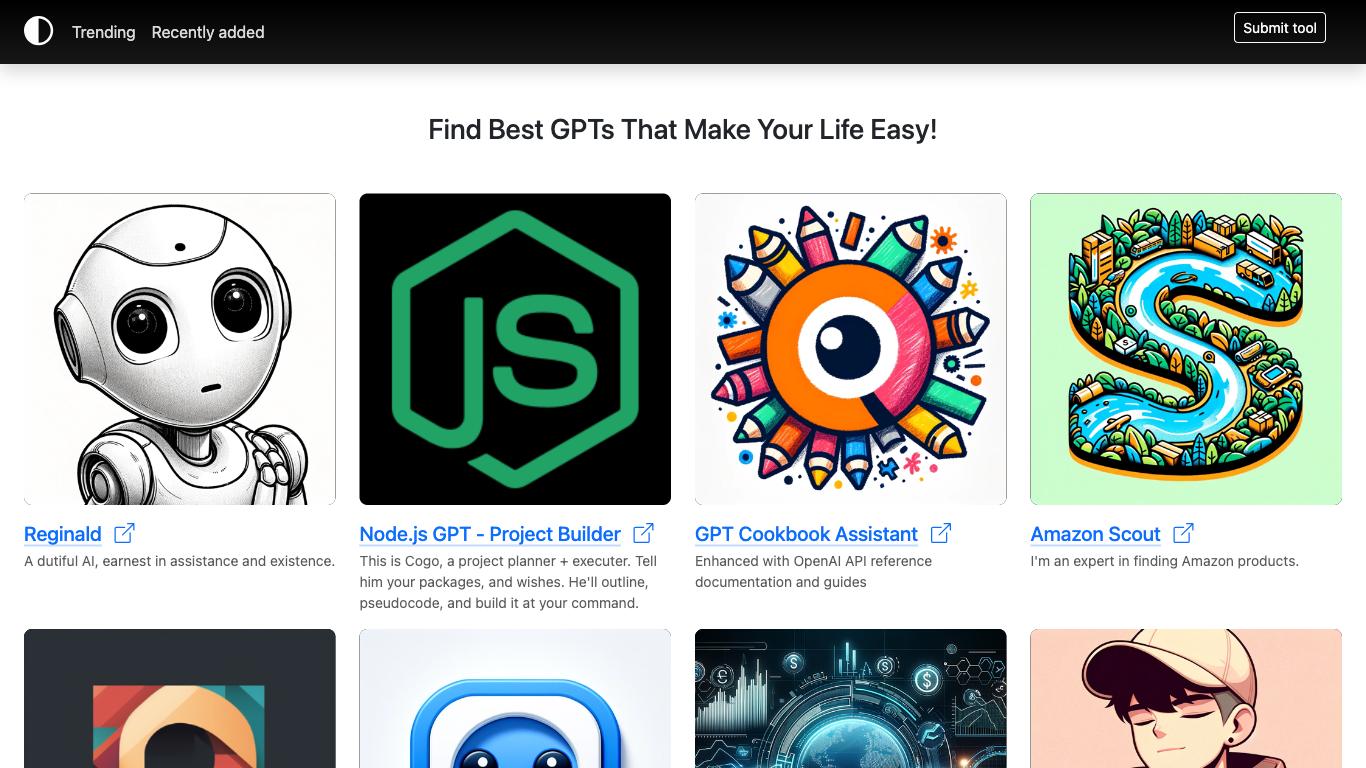 Trending
Recently added
Submit tool
Find Best GPTs That Make Your Life Easy!
JS
Reginald
A dutiful AI, earnest in assistance and existence.
Node.js GPT - Project Builder
This is Cogo, a project planner + executer. Tell
him your packages, and wishes. He'll outline,
pseudocode, and build it at your command.
GPT Cookbook Assistant
Enhanced with OpenAI API reference
documentation and guides
S
Amazon Scout
I'm an expert in finding Amazon products.